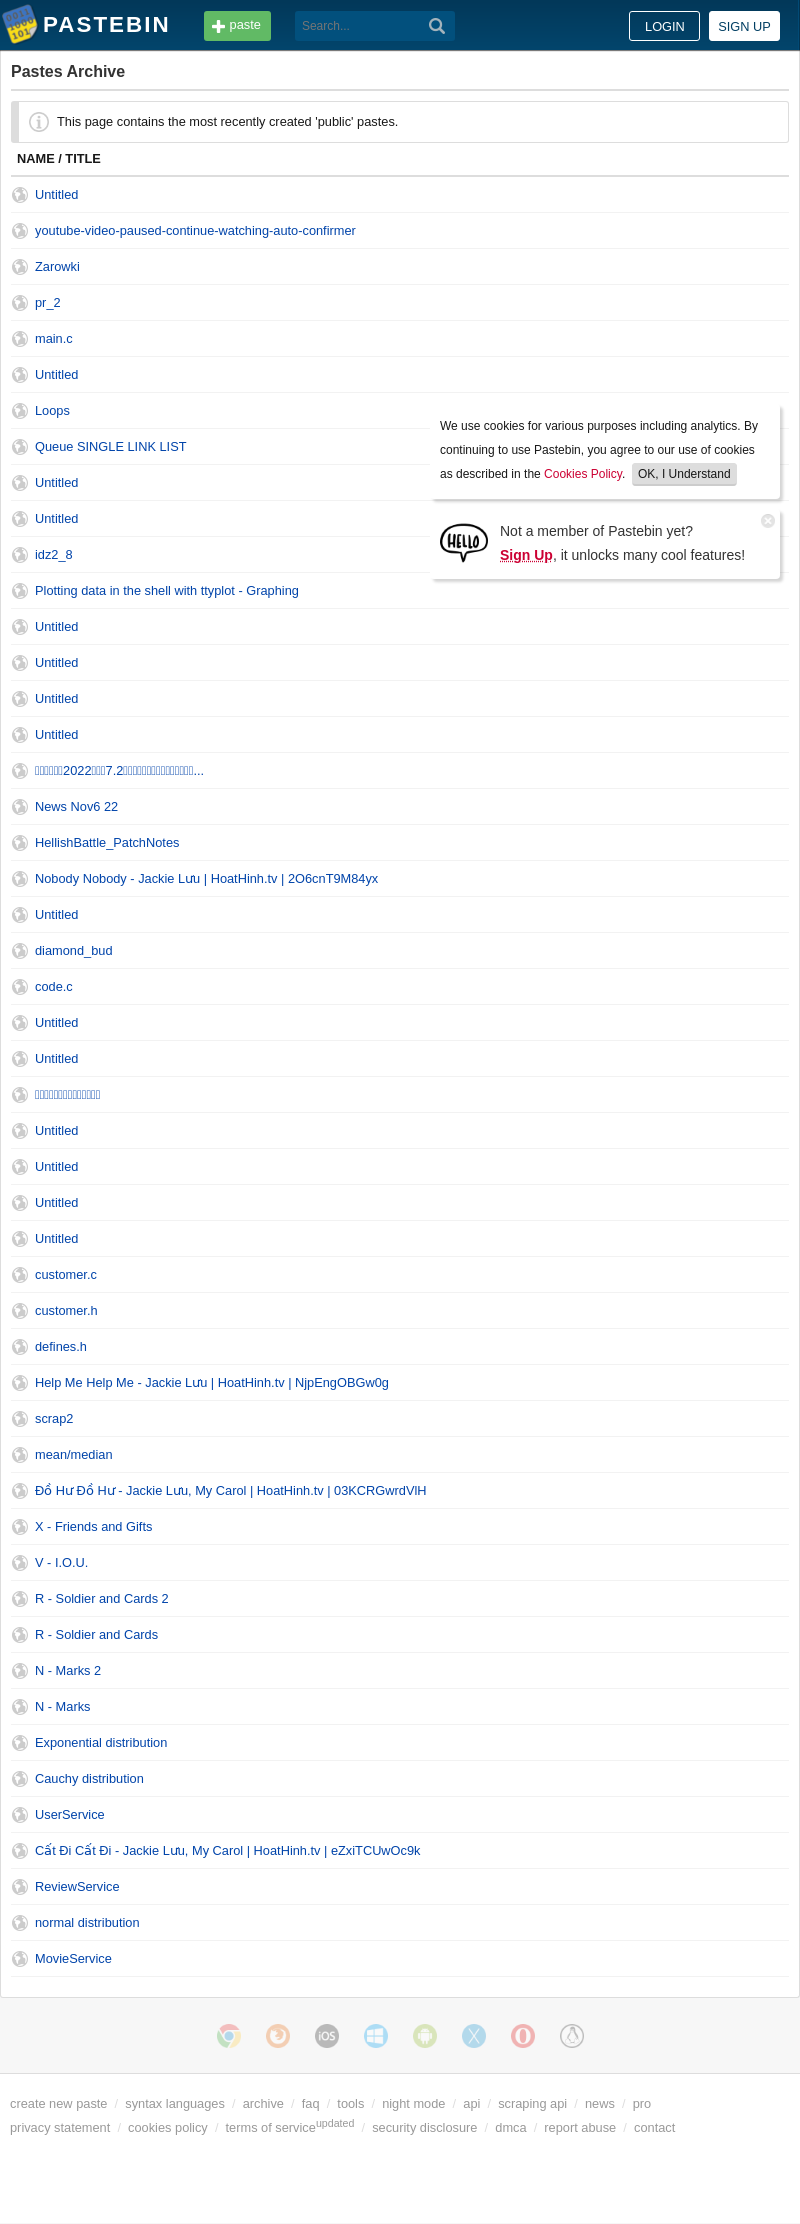 PASTEBIN
paste
Search...
LOGIN
SIGN UP
Pastes Archive
This page contains the most recently created 'public' pastes.
NAME / TITLE
Untitled
youtube-video-paused-continue-watching-auto-confirmer
Zarowki
pr_2
main.c
Untitled
Loops
Queue SINGLE LINK LIST
Untitled
Untitled
idz2_8
Plotting data in the shell with ttyplot - Graphing
Untitled
Untitled
Untitled
Untitled
2022 7.2 ...
News Nov6 22
HellishBattle_PatchNotes
Nobody Nobody - Jackie Lưu | HoatHinh.tv | 2O6cnT9M84yx
Untitled
diamond_bud
code.c
Untitled
Untitled
Untitled
Untitled
Untitled
Untitled
customer.c
customer.h
defines.h
Help Me Help Me - Jackie Lưu | HoatHinh.tv | NjpEngOBGw0g
scrap2
mean/median
Đồ Hư Đồ Hư - Jackie Lưu, My Carol | HoatHinh.tv | 03KCRGwrdVlH
X - Friends and Gifts
V - I.O.U.
R - Soldier and Cards 2
R - Soldier and Cards
N - Marks 2
N - Marks
Exponential distribution
Cauchy distribution
UserService
Cất Đi Cất Đi - Jackie Lưu, My Carol | HoatHinh.tv | eZxiTCUwOc9k
ReviewService
normal distribution
MovieService
We use cookies for various purposes including analytics. By
continuing to use Pastebin, you agree to our use of cookies
as described in the Cookies Policy. OK, I Understand
HELLO
Not a member of Pastebin yet?
Sign Up, it unlocks many cool features!
iOS
create new paste / syntax languages / archive / faq / tools / night mode / api / scraping api / news / pro
privacy statement / cookies policy / terms of service updated / security disclosure / dmca / report abuse / contact